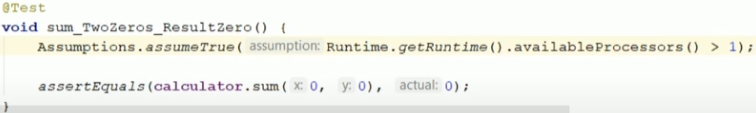 @Test
void sum_TwoZeros_ResultZero() {
Assumptions.assumeTrue( assumption: Runtime.getRuntime().availableProcessors() > 1);
assertEquals(calculator.sum( x: 0, y: 0), actual: 0);
}